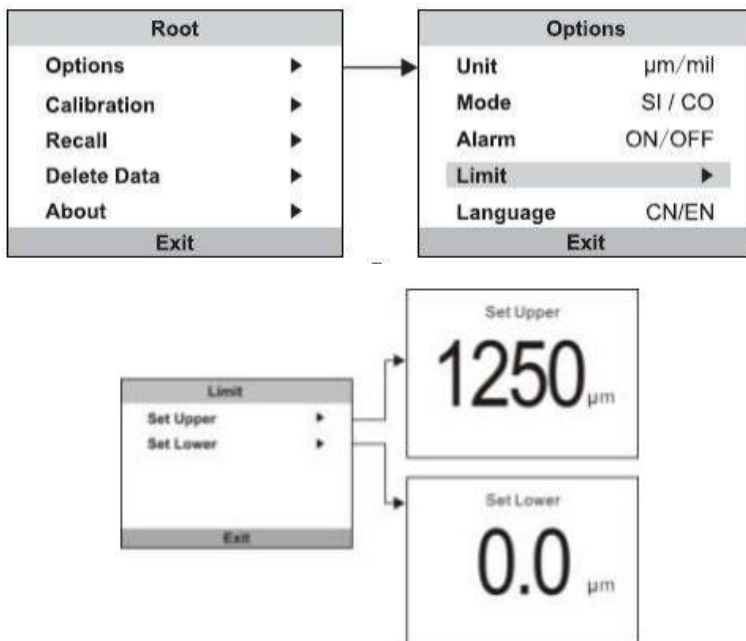 Root
Options
Calibration
Recall
Delete Data
About
Exit
Options
Unit µm/mil
Mode SI / CO
Alarm ON/OFF
Limit
Language CN/EN
Exit
Limit
Set Upper
Set Lower
Exit
Set Upper
1250 µm
Set Lower
0.0 µm